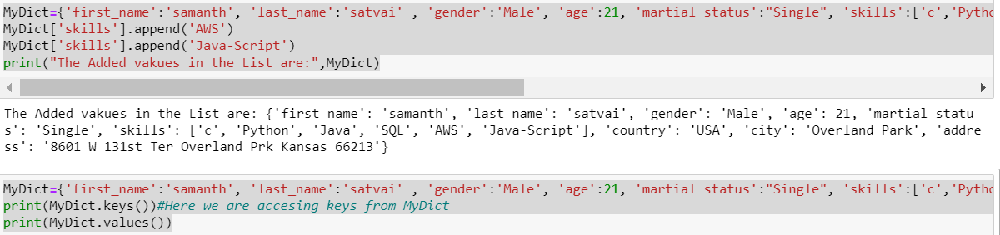 MyDict={'first_name':'samanth', 'last_name':'satvai' , 'gender':'Male', 'age':21, 'martial status':"Single", 'skills':['c','Pytho
MyDict['skills'].append('AWS')
MyDict['skills'].append('Java-Script')
print("The Added vakues in the List are:",MyDict)
The Added vakues in the List are: {'first_name': 'samanth', 'last_name': 'satvai', 'gender': 'Male', 'age': 21, 'martial statu
s': 'Single', 'skills': ['c', 'Python', 'Java', 'SQL', 'AWS', 'Java-Script'], 'country': 'USA', 'city': 'Overland Park', 'addre
ss': '8601 W 131st Ter Overland Prk Kansas 66213'}
MyDict={'first_name':'samanth', 'last_name':'satvai' , 'gender':'Male', 'age':21, 'martial status':"Single", 'skills':['c','Pytho
print(MyDict.keys())#Here we are accesing keys from MyDict
print(MyDict.values())